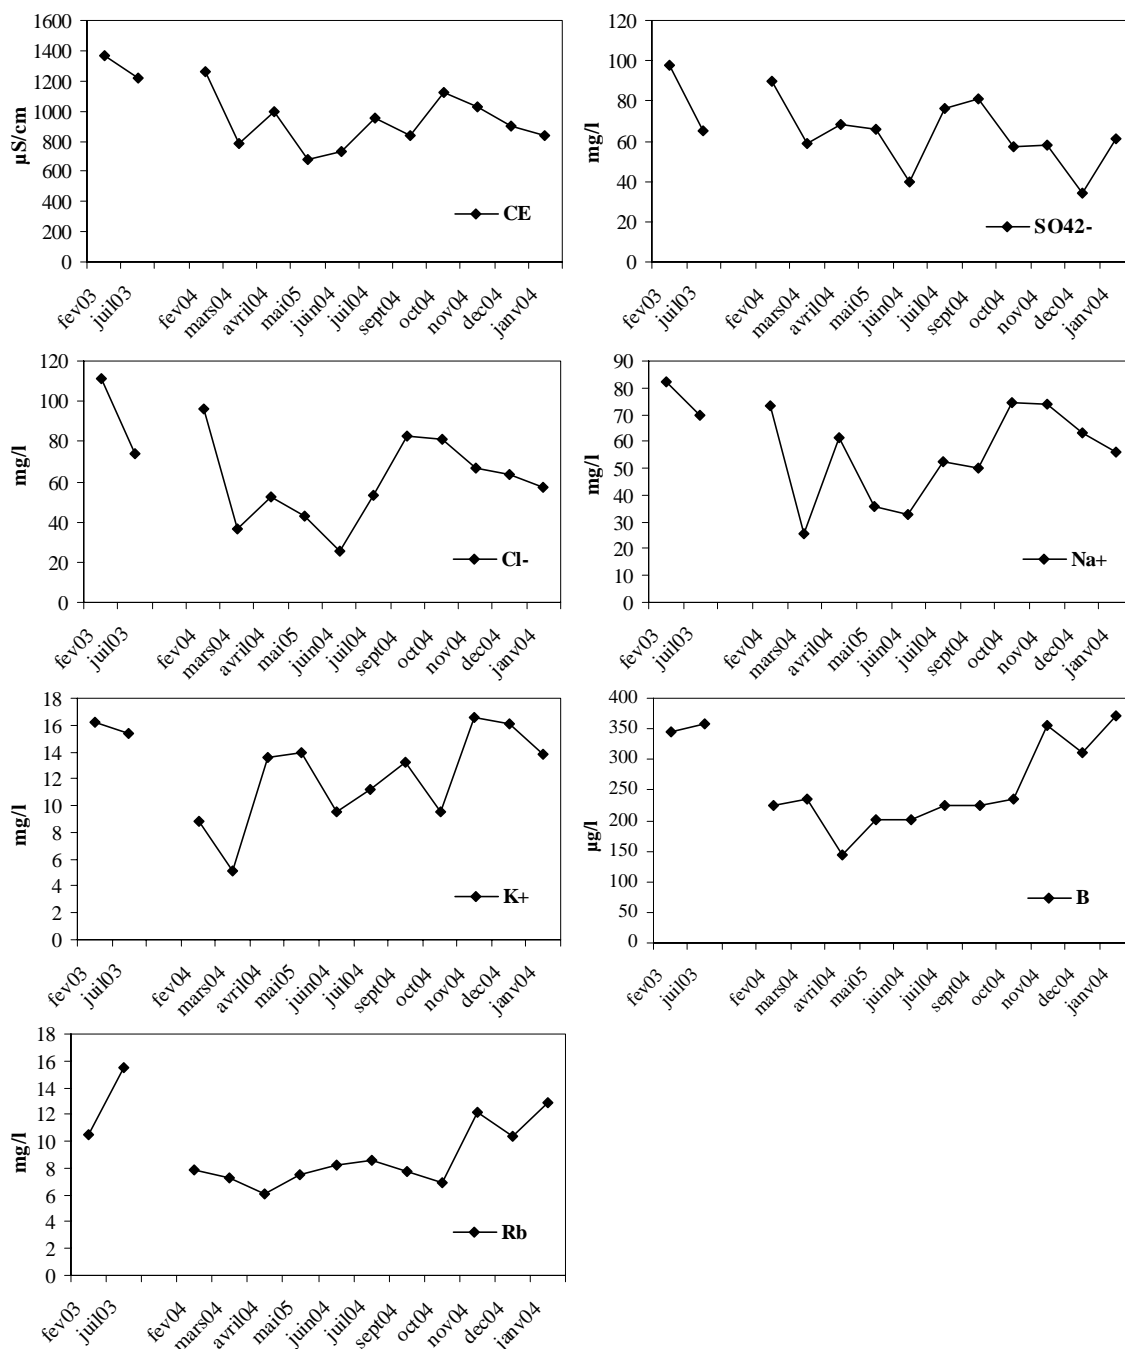 1600
1400
1200
1000
800
600
400
200
0
µS/cm
CE
fev03
juil03
fev04
mars04
avril04
mai05
juin04
juil04
sept04
oct04
nov04
dec04
janv04
120
100
80
60
40
20
0
mg/l
SO42-
fev03
juil03
fev04
mars04
avril04
mai05
juin04
juil04
sept04
oct04
nov04
dec04
janv04
120
100
80
60
40
20
0
mg/l
Cl-
fev03
juil03
fev04
mars04
avril04
mai05
juin04
juil04
sept04
oct04
nov04
dec04
janv04
90
80
70
60
50
40
30
20
10
0
mg/l
Na+
fev03
juil03
fev04
mars04
avril04
mai05
juin04
juil04
sept04
oct04
nov04
dec04
janv04
18
16
14
12
10
8
6
4
2
0
mg/l
K+
fev03
juil03
fev04
mars04
avril04
mai05
juin04
juil04
sept04
oct04
nov04
dec04
janv04
400
350
300
250
200
150
100
50
0
µg/l
B
fev03
juil03
fev04
mars04
avril04
mai05
juin04
juil04
sept04
oct04
nov04
dec04
janv04
18
16
14
12
10
8
6
4
2
0
mg/l
Rb
fev03
juil03
fev04
mars04
avril04
mai05
juin04
juil04
sept04
oct04
nov04
dec04
janv04